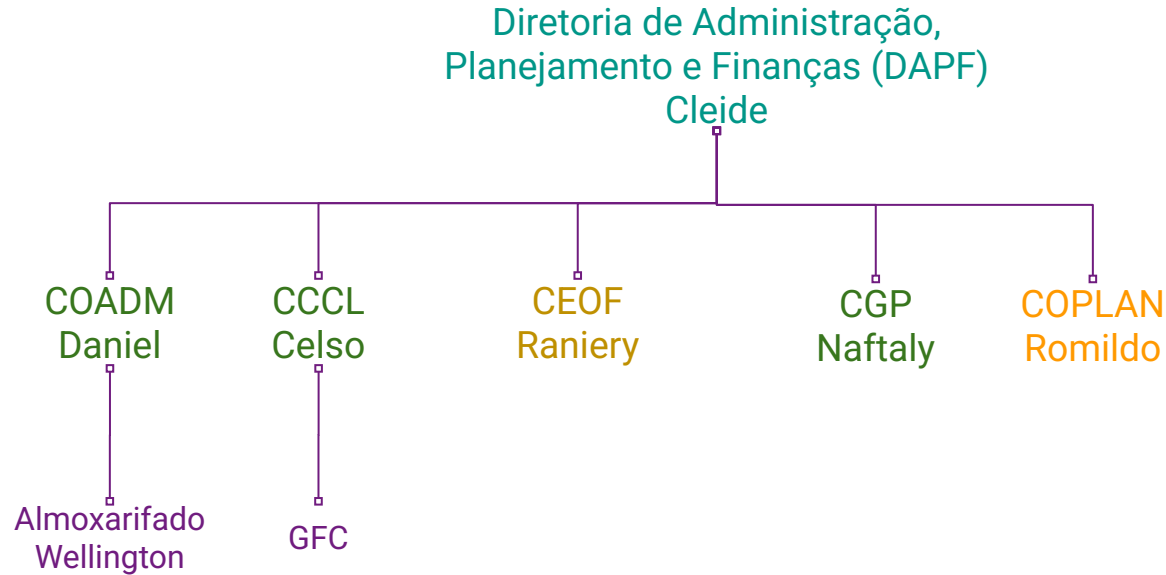 Diretoria de Administração,
Planejamento e Finanças (DAPF)
Cleide
COADM
Daniel
CCCL
Celso
CEOF
Raniery
CGP
Naftaly
COPLAN
Romildo
Almoxarifado
Wellington
GFC